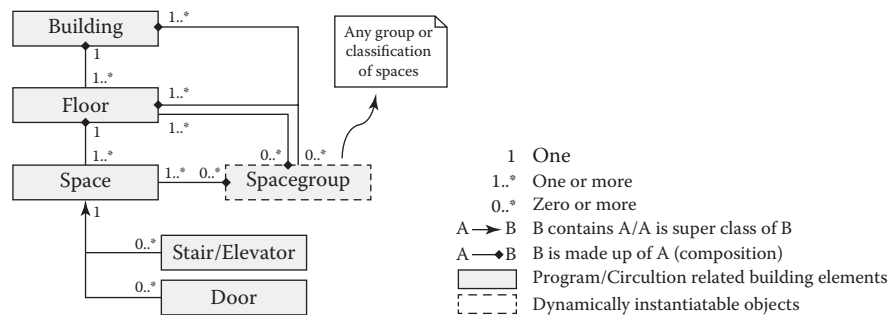 Building
1..*
1
1..*
Floor
1..*
1..*
1
1..*
0..*
0..*
Space
1..*
0..*
Spacegroup
1
0..*
Stair/Elevator
0..*
Door
Any group or
classification
of spaces
1 One
1..* One or more
0..* Zero or more
A B B contains A/A is super class of B
A B B is made up of A (composition)
Program/Circultion related building elements
Dynamically instantiatable objects